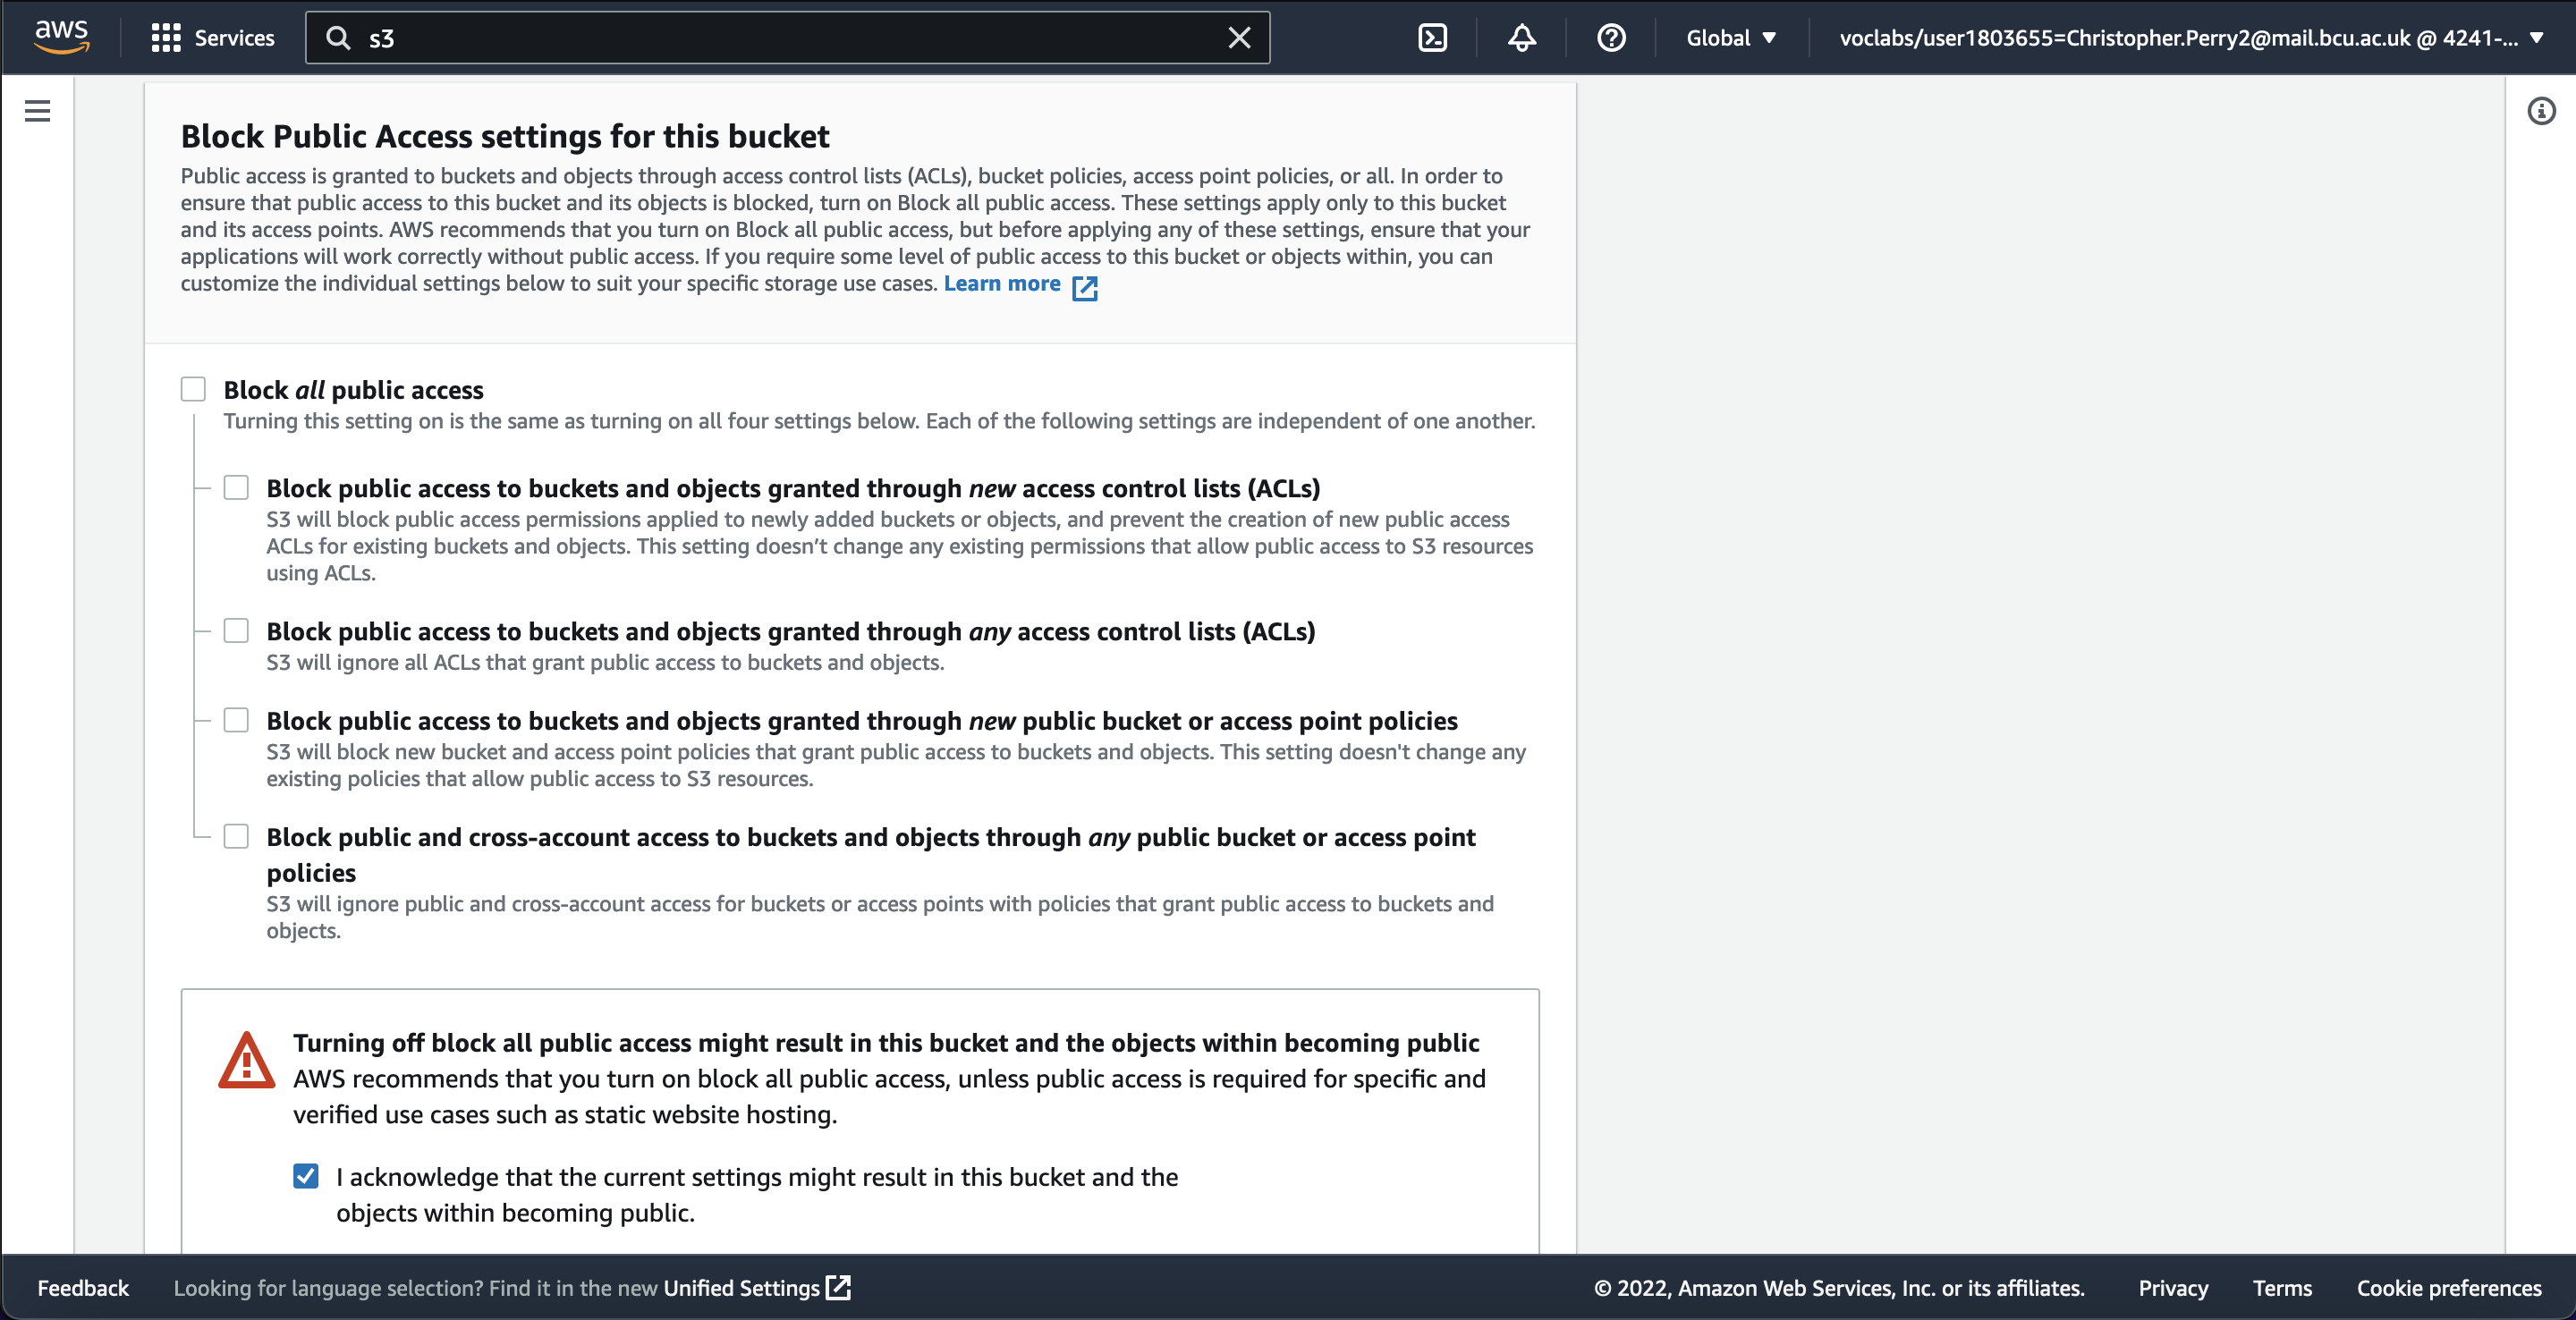 aws
Services
s3
Global
voclabs/user1803655=Christopher.Perry2@mail.bcu.ac.uk @ 4241-...
Block Public Access settings for this bucket
Public access is granted to buckets and objects through access control lists (ACLs), bucket policies, access point policies, or all. In order to
ensure that public access to this bucket and its objects is blocked, turn on Block all public access. These settings apply only to this bucket
and its access points. AWS recommends that you turn on Block all public access, but before applying any of these settings, ensure that your
applications will work correctly without public access. If you require some level of public access to this bucket or objects within, you can
customize the individual settings below to suit your specific storage use cases. Learn more
Block all public access
Turning this setting on is the same as turning on all four settings below. Each of the following settings are independent of one another.
Block public access to buckets and objects granted through new access control lists (ACLs)
S3 will block public access permissions applied to newly added buckets or objects, and prevent the creation of new public access
ACLs for existing buckets and objects. This setting doesn’t change any existing permissions that allow public access to S3 resources
using ACLs.
Block public access to buckets and objects granted through any access control lists (ACLs)
S3 will ignore all ACLs that grant public access to buckets and objects.
Block public access to buckets and objects granted through new public bucket or access point policies
S3 will block new bucket and access point policies that grant public access to buckets and objects. This setting doesn't change any
existing policies that allow public access to S3 resources.
Block public and cross-account access to buckets and objects through any public bucket or access point
policies
S3 will ignore public and cross-account access for buckets or access points with policies that grant public access to buckets and
objects.
Turning off block all public access might result in this bucket and the objects within becoming public
AWS recommends that you turn on block all public access, unless public access is required for specific and
verified use cases such as static website hosting.
I acknowledge that the current settings might result in this bucket and the
objects within becoming public.
Feedback
Looking for language selection? Find it in the new Unified Settings
© 2022, Amazon Web Services, Inc. or its affiliates.
Privacy
Terms
Cookie preferences